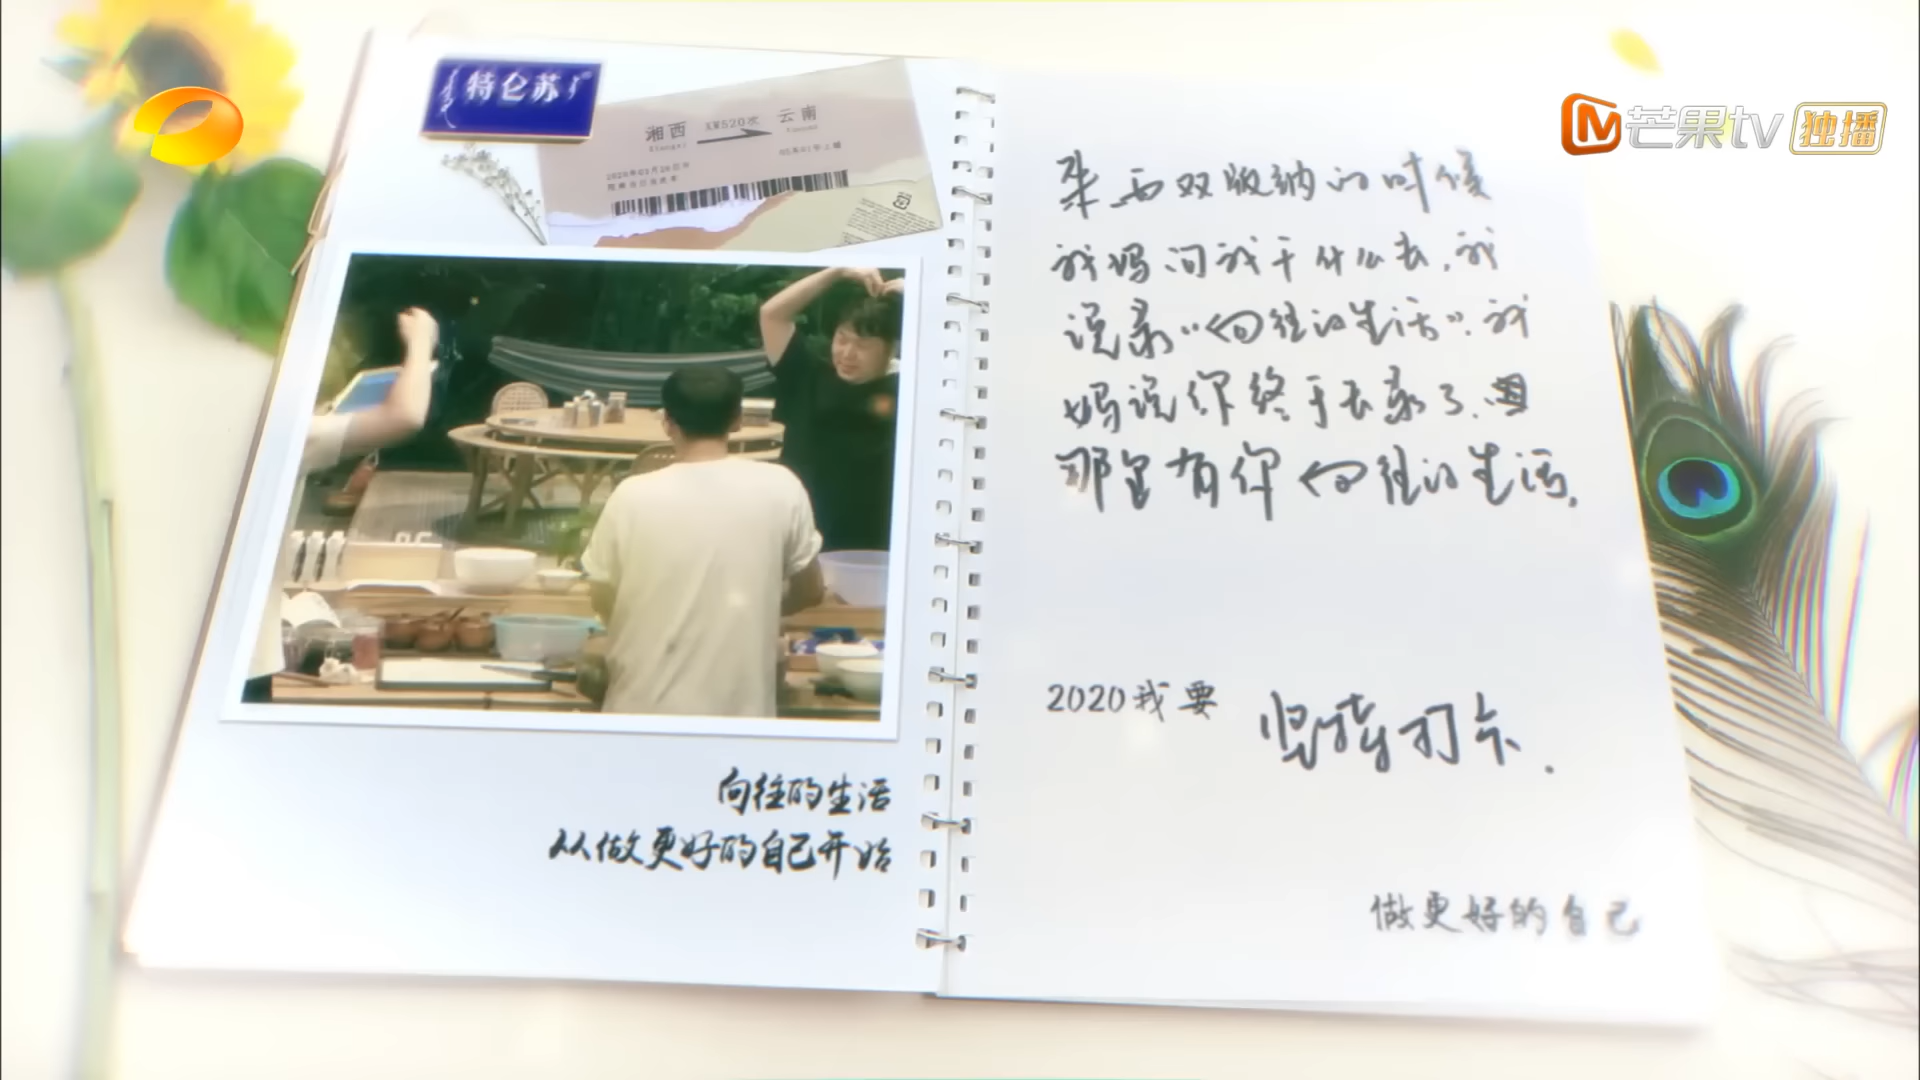 特仑苏
芒果tv 独播
湘西 云南
来西双版纳的时候
我妈问我干什么去,我
说录“《向往的生活》”.我
妈说你终于去录了.
那里有你向往的生活.
2020我要 坚持打卡.
向往的生活
从做更好的自己开始
做更好的自己